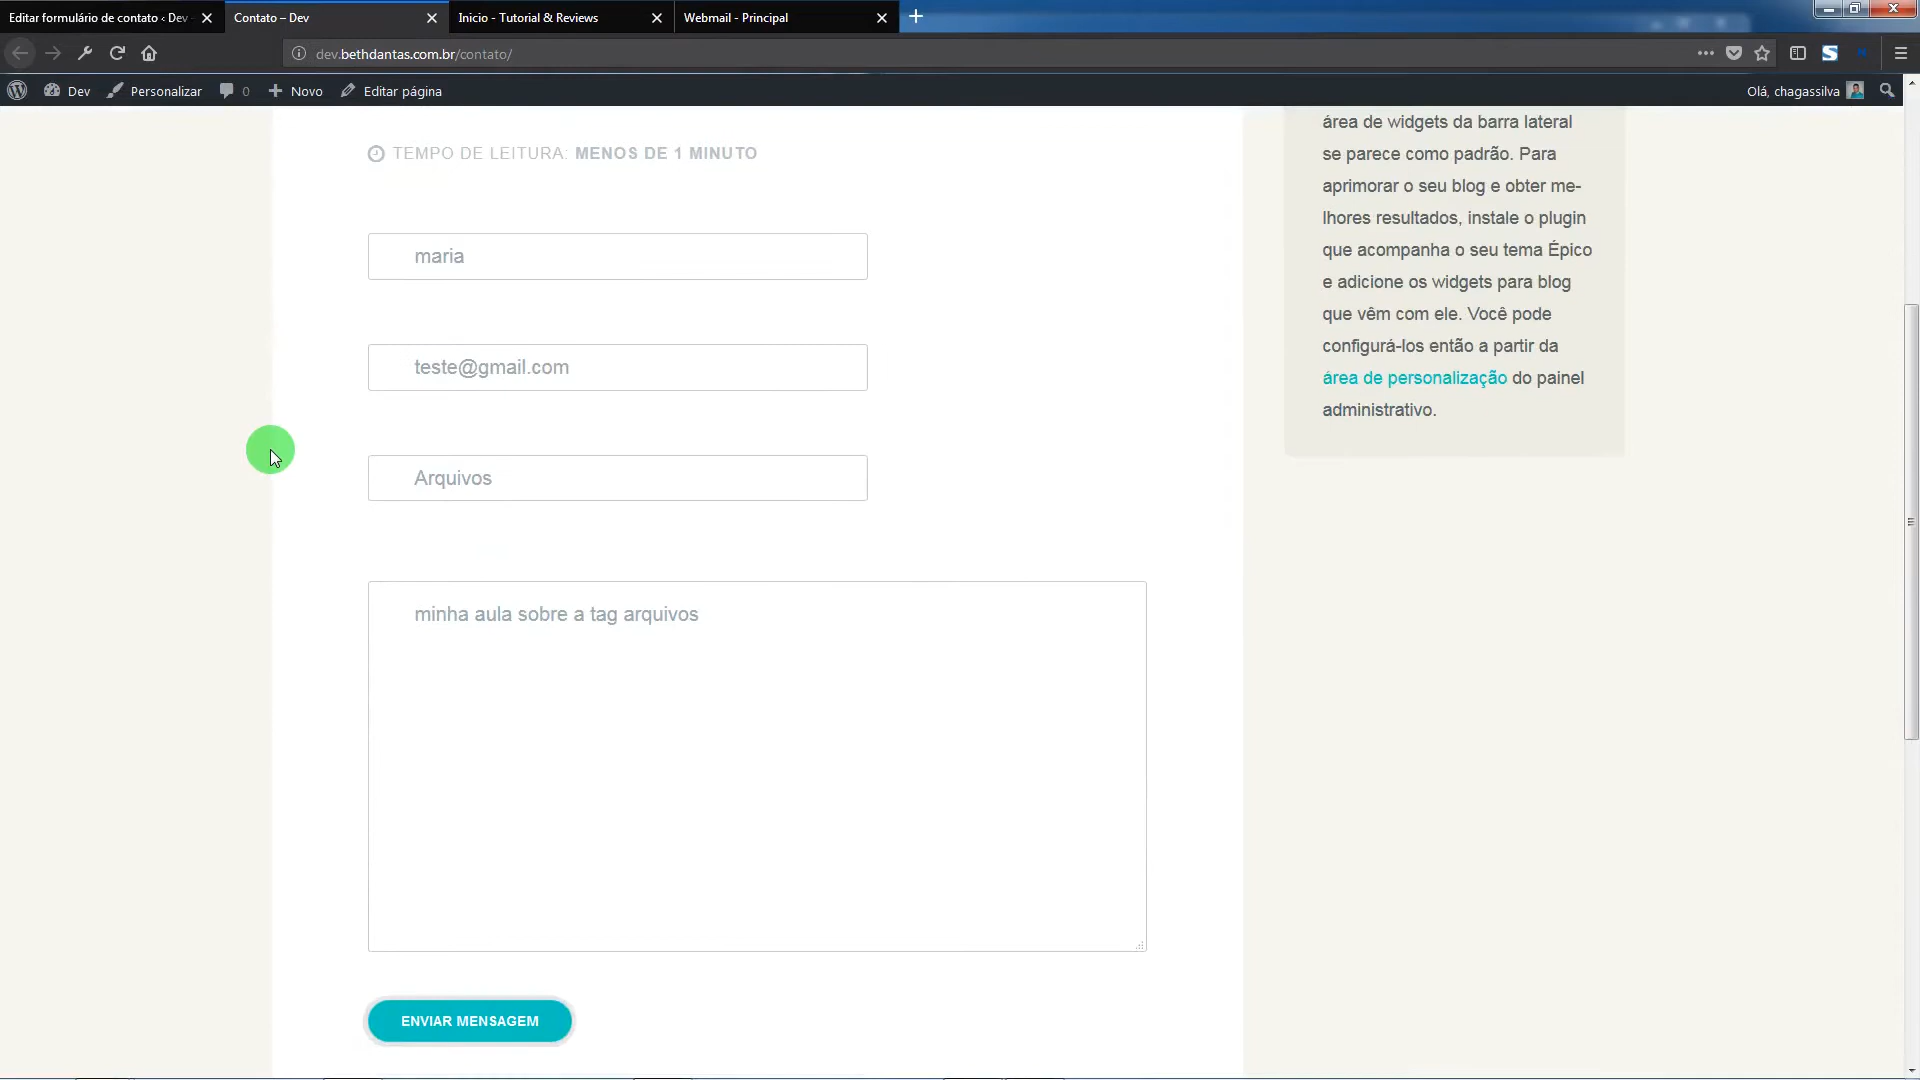 Editar formulário de contato ‹ Dev
Contato – Dev
Inicio - Tutorial & Reviews
Webmail - Principal
dev.bethdantas.com.br/contato/
Dev
Personalizar
0
Novo
Editar página
Olá, chagassilva
TEMPO DE LEITURA: MENOS DE 1 MINUTO
maria
teste@gmail.com
Arquivos
minha aula sobre a tag arquivos
ENVIAR MENSAGEM
área de widgets da barra lateral
se parece como padrão. Para
aprimorar o seu blog e obter me-
lhores resultados, instale o plugin
que acompanha o seu tema Épico
e adicione os widgets para blog
que vêm com ele. Você pode
configurá-los então a partir da
área de personalização do painel
administrativo.